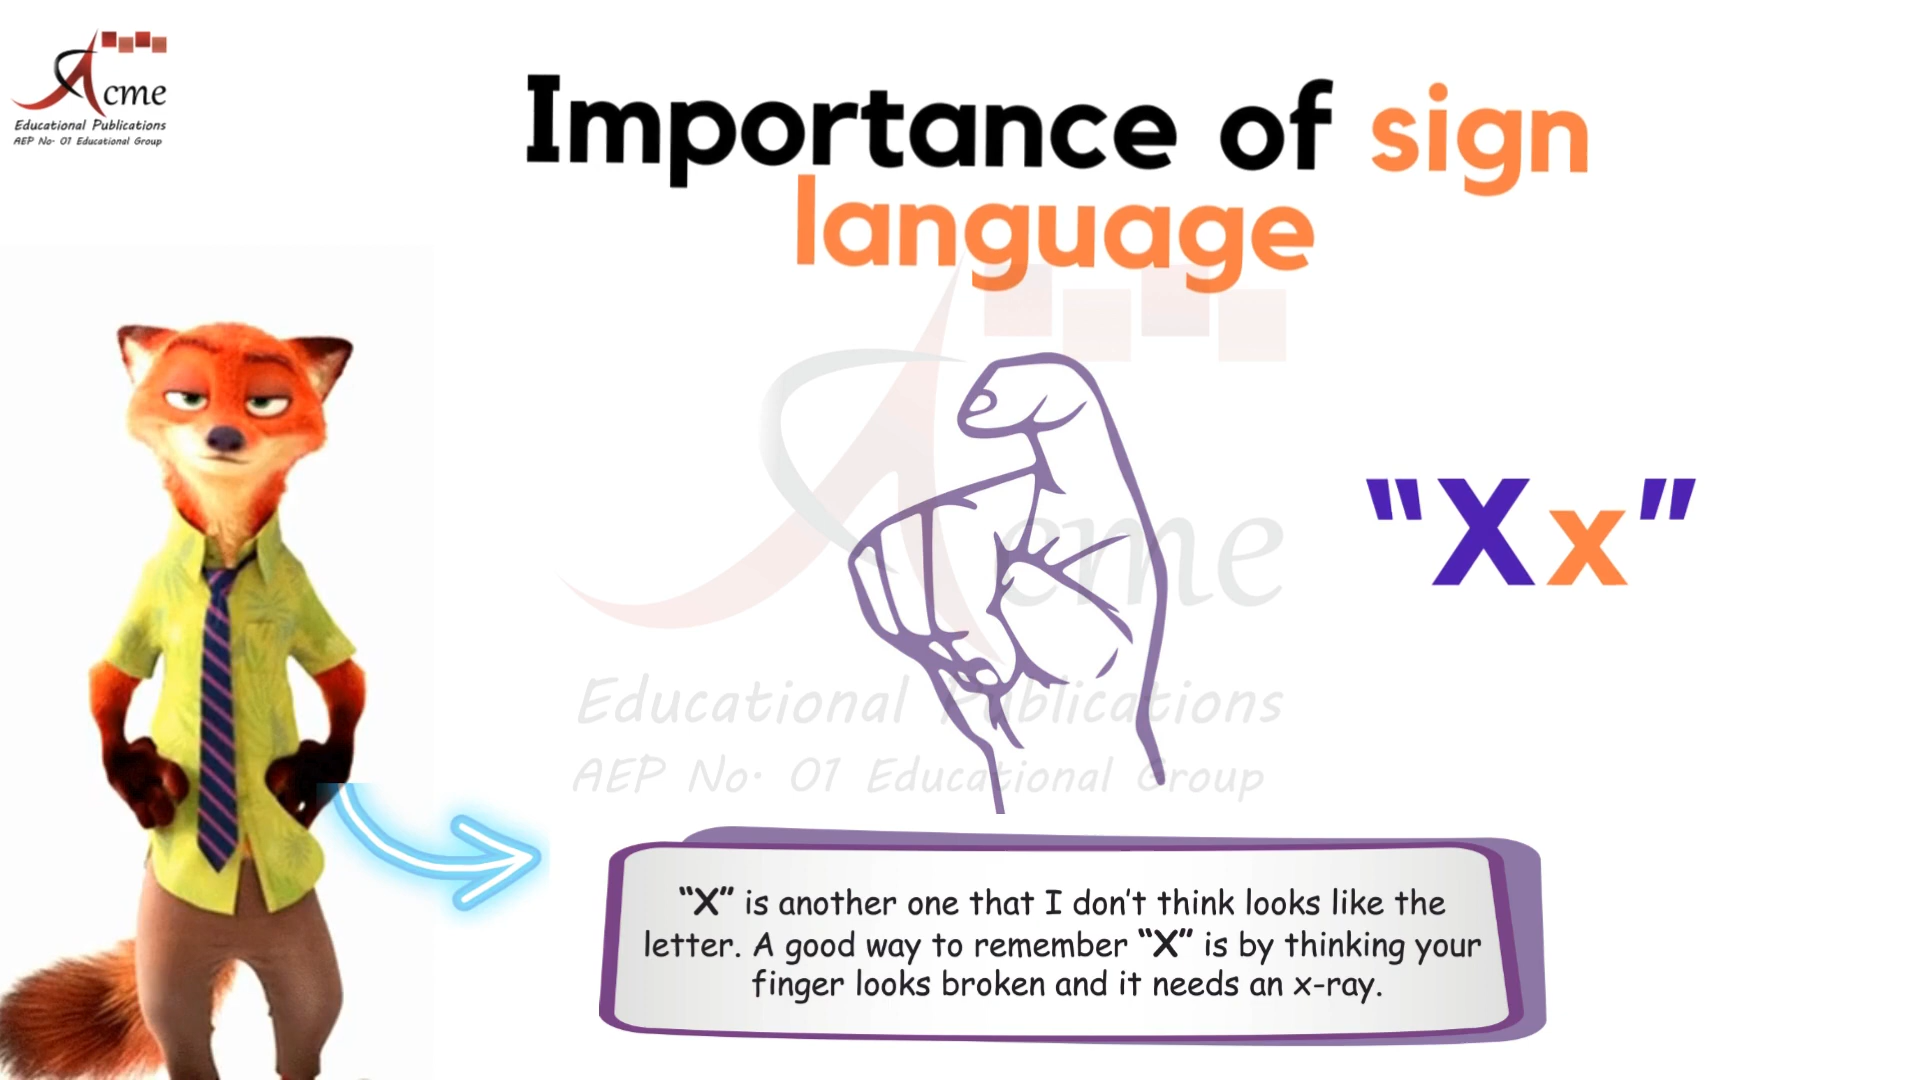 Acme
Educational Publications
AEP No. 01 Educational Group
Importance of sign
language
"Xx"
Acme
Educational Publications
AEP No. 01 Educational Group
"X" is another one that I don't think looks like the
letter. A good way to remember "X" is by thinking your
finger looks broken and it needs an x-ray.